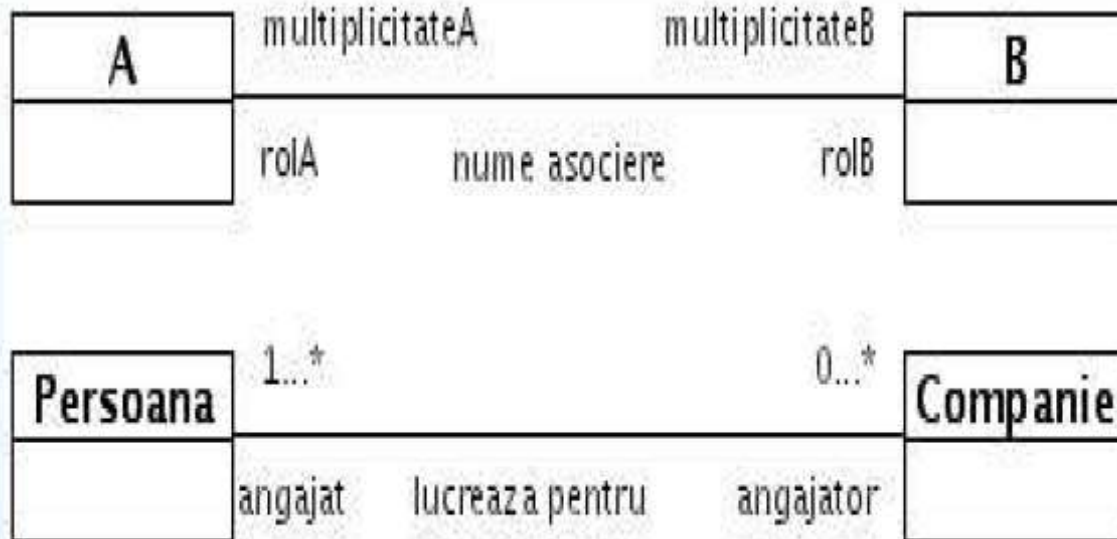 multiplicitateA multiplicitateB
A B
rolA nume asociere rolB
1...* 0...*
Persoana Companie
angajat lucreaza pentru angajator